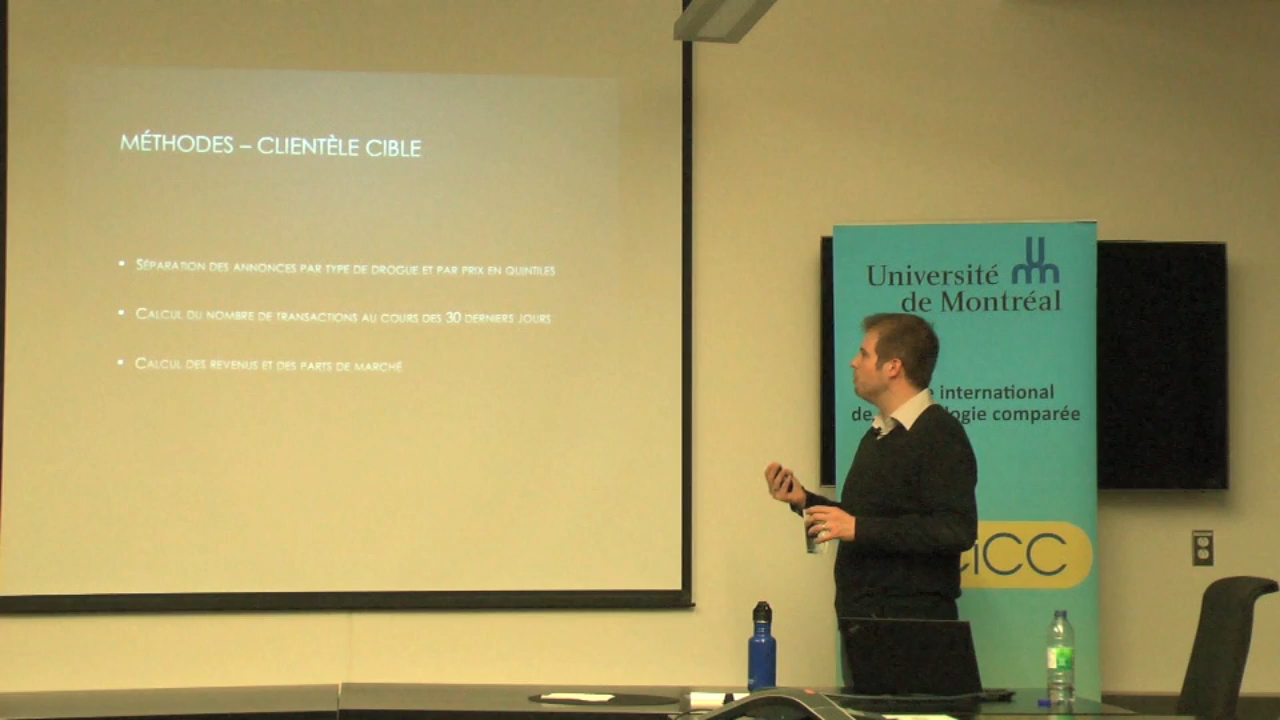 MÉTHODES – CLIENTÈLE CIBLE
▪ SÉPARATION DES ANNONCES PAR TYPE DE DROGUE ET PAR PRIX EN QUINTILES
▪ CALCUL DU NOMBRE DE TRANSACTIONS AU COURS DES 30 DERNIERS JOURS
▪ CALCUL DES REVENUS ET DES PARTS DE MARCHÉ
Université
de Montréal
international
de comparée
iCC